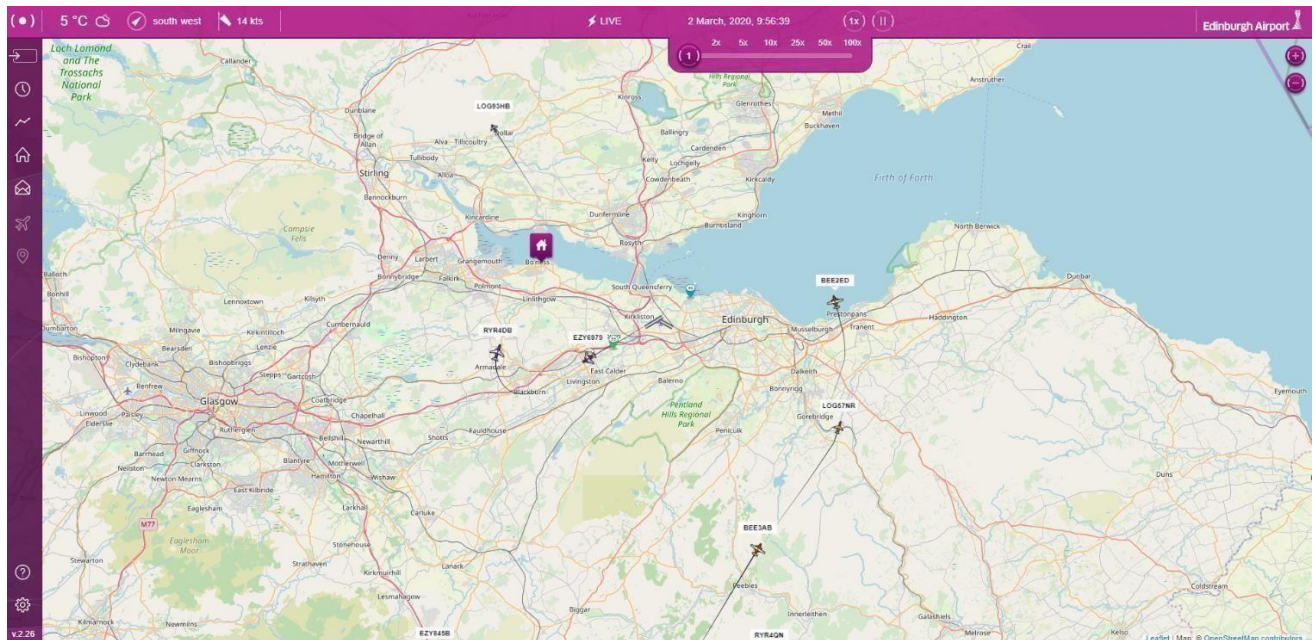 5 °C
south west
14 kts
LIVE
2 March, 2020, 9:56:39
(1x)
Edinburgh Airport
1
2x 5x 10x 25x 50x 100x
Loch Lomond
and The
Trossachs
National
Park
Callander
Crail
Anstruther
Hills Regional
Park
Kinross
Glenrothes
Dunblane
LOG93HB
Dollar
Methil
Buckhaven
Bridge of
Allan
Alva
Tillicoultry
Ballingry
Cardenden
Tullibody
Kelty
Lochgelly
Stirling
Alloa
Cowdenbeath
Kirkcaldy
Firth of Forth
Bannockburn
Kincardine
Dunfermline
Kinghorn
Burntisland
North Berwick
Campsie
Fells
Rosyth
Denny
Larbert
Grangemouth
Bo'ness
Balloch
Bonnybridge
Falkirk
Polmont
South Queensferry
BEE2ED
Dunbar
Bonhill
Lennoxtown
Kilsyth
Linlithgow
Prestonpans
Haddington
Dumbarton
Milngavie
Kirkintilloch
Cumbernauld
Kirkliston
Edinburgh
Musselburgh
Tranent
RYR4DB
EZY6979
Bearsden
Lenzie
Bishopton
Bishopbriggs
Clydebank
Armadale
East Calder
Dalkeith
Stepps
Gartcosh
Livingston
Balerno
Renfrew
Coatbridge
Blackburn
Bonnyrigg
Eyemouth
Glasgow
Pentland
Hills Regional
Park
LOG57NR
Linwood
Paisley
Chapelhall
Gorebridge
Elderslie
Rutherglen
Bellshill
Newarthill
Shotts
Fauldhouse
Penicuik
Giffnock
Barrhead
Clarkston
Blantyre
Motherwell
Neilston
Newton Mearns
Hamilton
Wishaw
Duns
East Kilbride
Eaglesham
Larkhall
Carluke
M77
BEE3AB
Eaglesham
Moor
Stonehouse
Stewarton
Strathaven
Lanark
Peebles
Kirkmuirhill
Coldstream
Lesmahagow
Innerleithen
Biggar
Galashiels
Kilmarnock
Newmilns
EZY845B
RYR4QN
Melrose
Kelso
v.2.26
Leaflet | Map © OpenStreetMap contributors